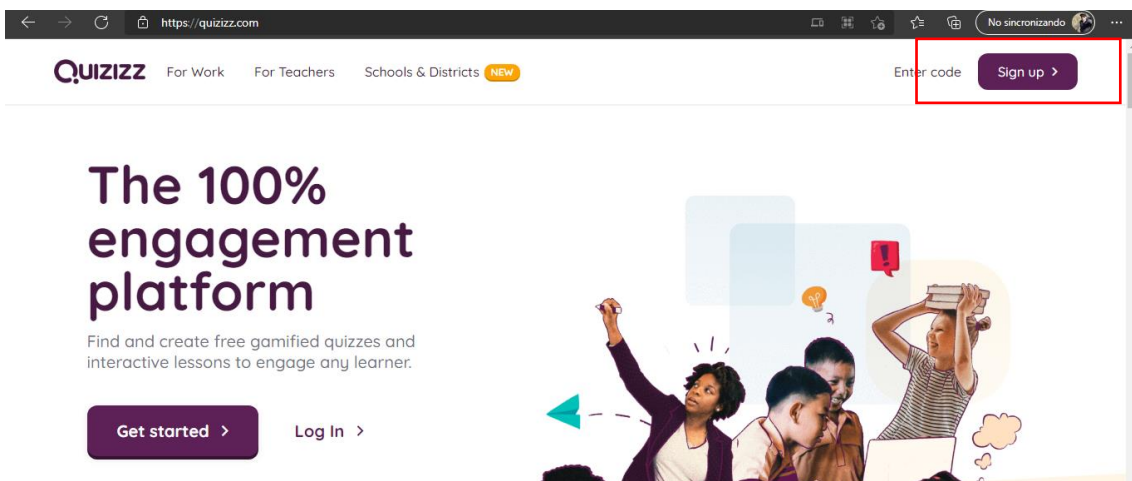 https://quizizz.com
No sincronizando
QUIZIZZ For Work For Teachers Schools & Districts NEW Enter code Sign up >
The 100%
engagement
platform
Find and create free gamified quizzes and
interactive lessons to engage any learner.
Get started > Log In >